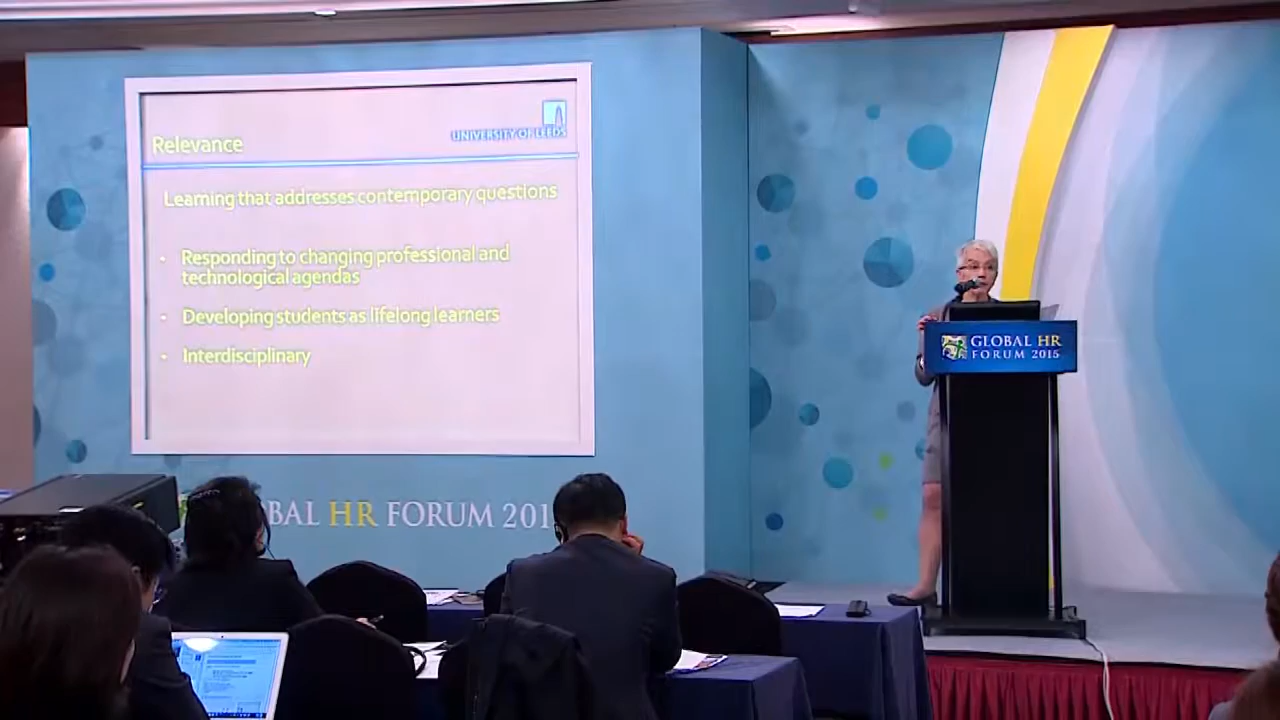 UNIVERSITY OF LEEDS
Relevance
Learning that addresses contemporary questions
• Responding to changing professional and
technological agendas
• Developing students as lifelong learners
• Interdisciplinary
GLOBAL HR
FORUM 2015
BAL HR FORUM 201